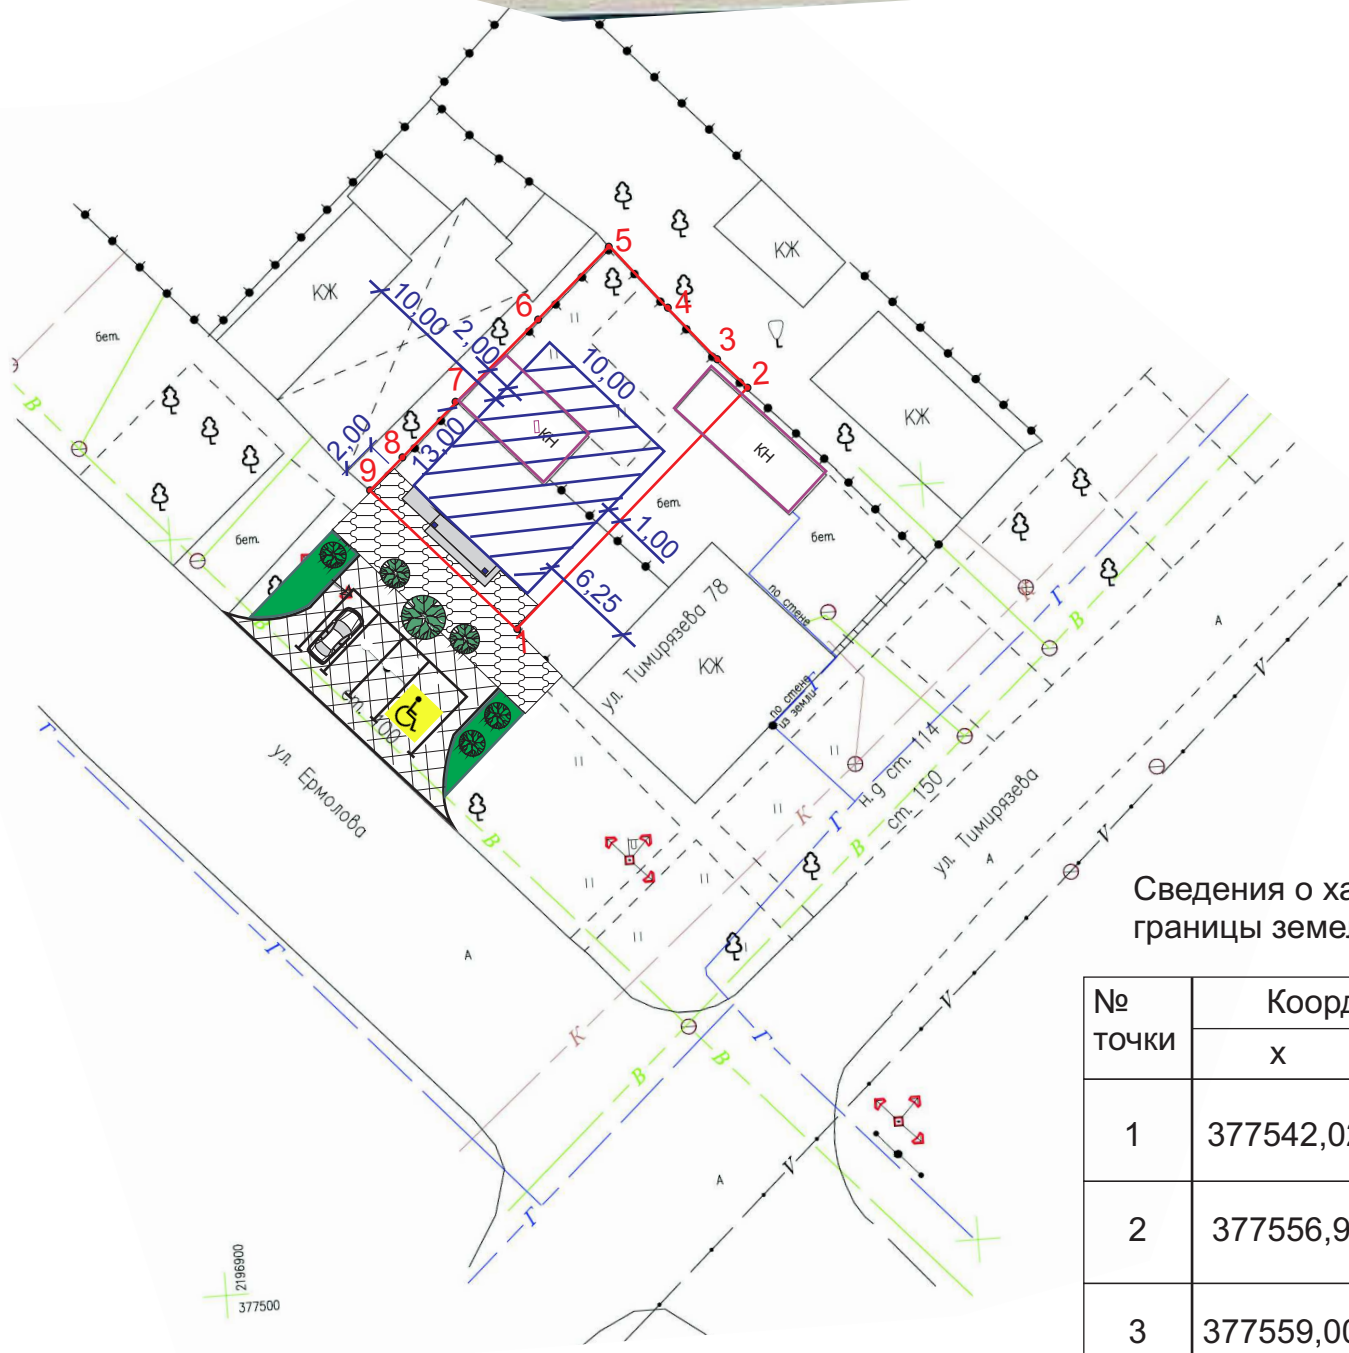 5
КЖ
КЖ
4
10,00
6
2,00
3
10,00
2
бет.
7
КЖ
2,00
13,00
КН
КН
8
9
В
бет.
бет.
бет.
1,00
6,25
по стене
ул. Тимирязева 78
КЖ
1
Г
В
А
V
В
Г
по стене
из земли
Г
ул. Ермолова
н.д ст. 114
ст. 150
ул. Тимирязева
К
Г
В
В
А
V
Г
А
V
К
Г
В
В
А
V
Г
2196900
377500
Сведения о ха
границы земел
№ точки
Коорд
х
1
377542,02
2
377556,9
3
377559,00